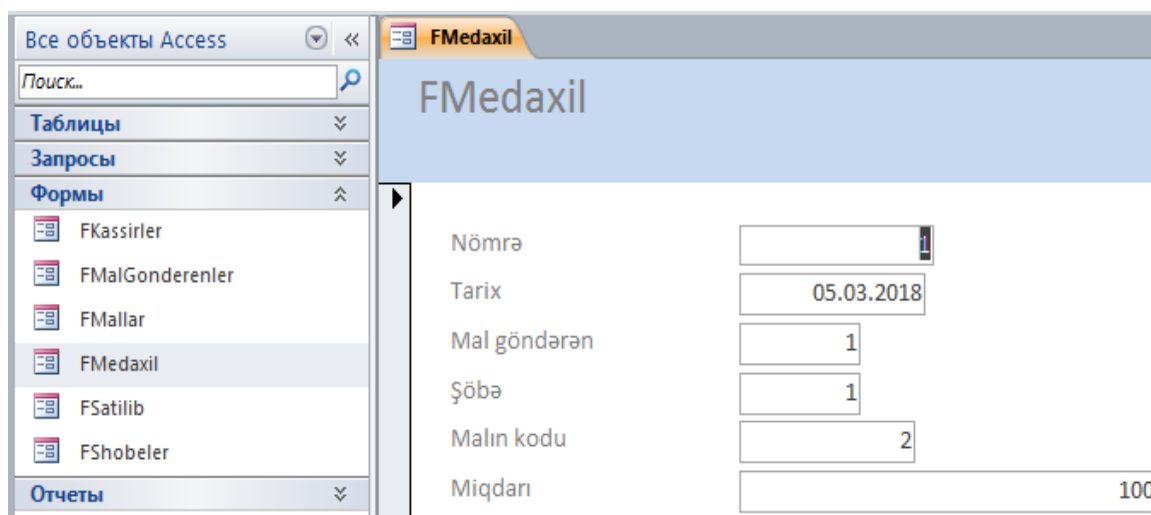 Все объекты Access «
Поиск...
Таблицы
Запросы
Формы
FKassirler
FMalGonderenler
FMallar
FMedaxil
FSatilib
FShobeler
Отчеты
FMedaxil
FMedaxil
Nömrə 1
Tarix 05.03.2018
Mal göndərən 1
Şöbə 1
Malın kodu 2
Miqdarı 100